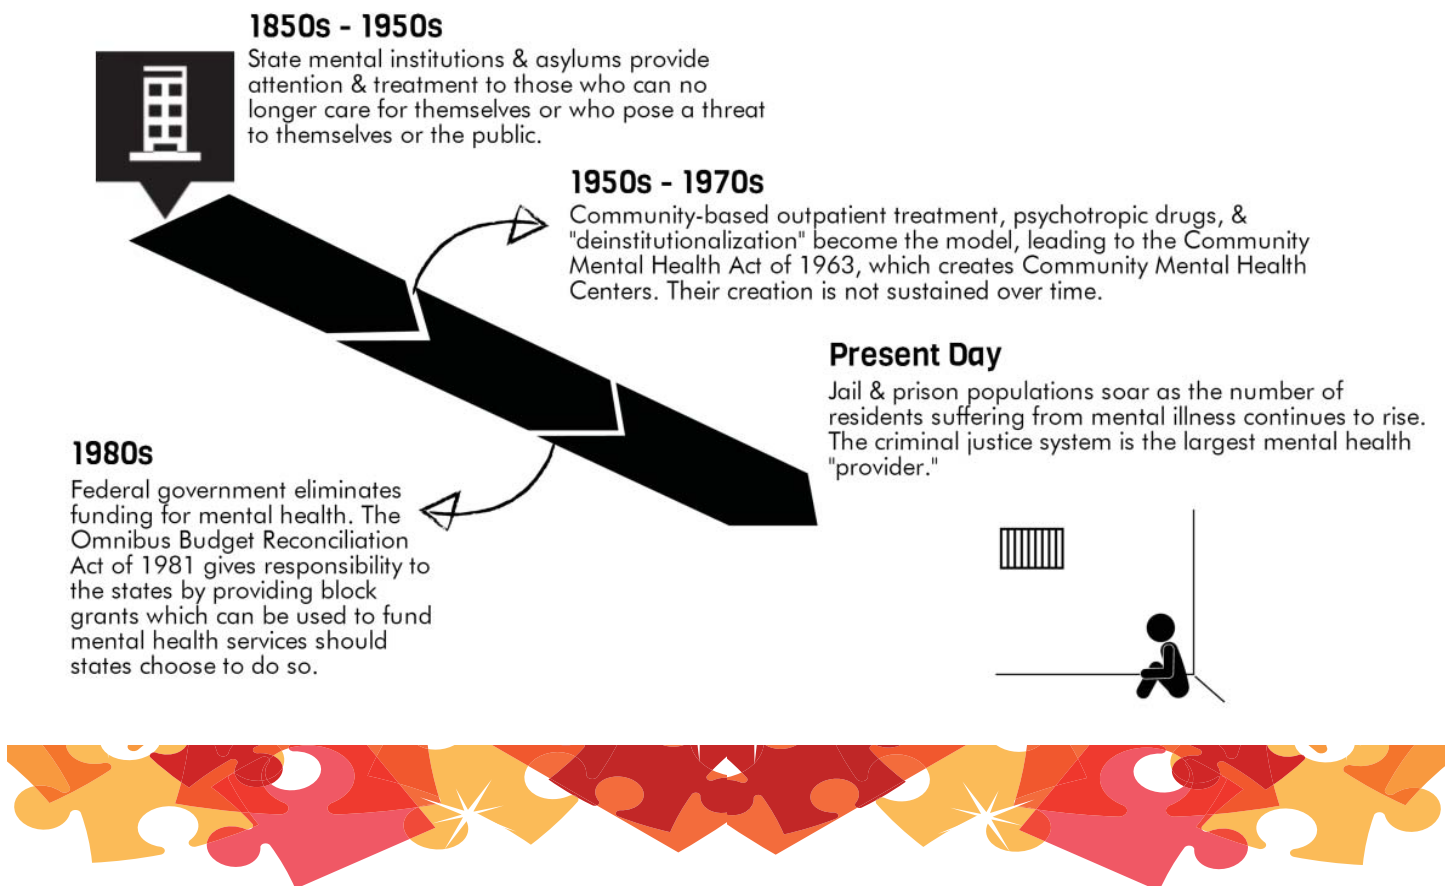 1850s - 1950s
State mental institutions & asylums provide
attention & treatment to those who can no
longer care for themselves or who pose a threat
to themselves or the public.
1950s - 1970s
Community-based outpatient treatment, psychotropic drugs, &
"deinstitutionalization" become the model, leading to the Community
Mental Health Act of 1963, which creates Community Mental Health
Centers. Their creation is not sustained over time.
1980s
Federal government eliminates
funding for mental health. The
Omnibus Budget Reconciliation
Act of 1981 gives responsibility to
the states by providing block
grants which can be used to fund
mental health services should
states choose to do so.
Present Day
Jail & prison populations soar as the number of
residents suffering from mental illness continues to rise.
The criminal justice system is the largest mental health
"provider."